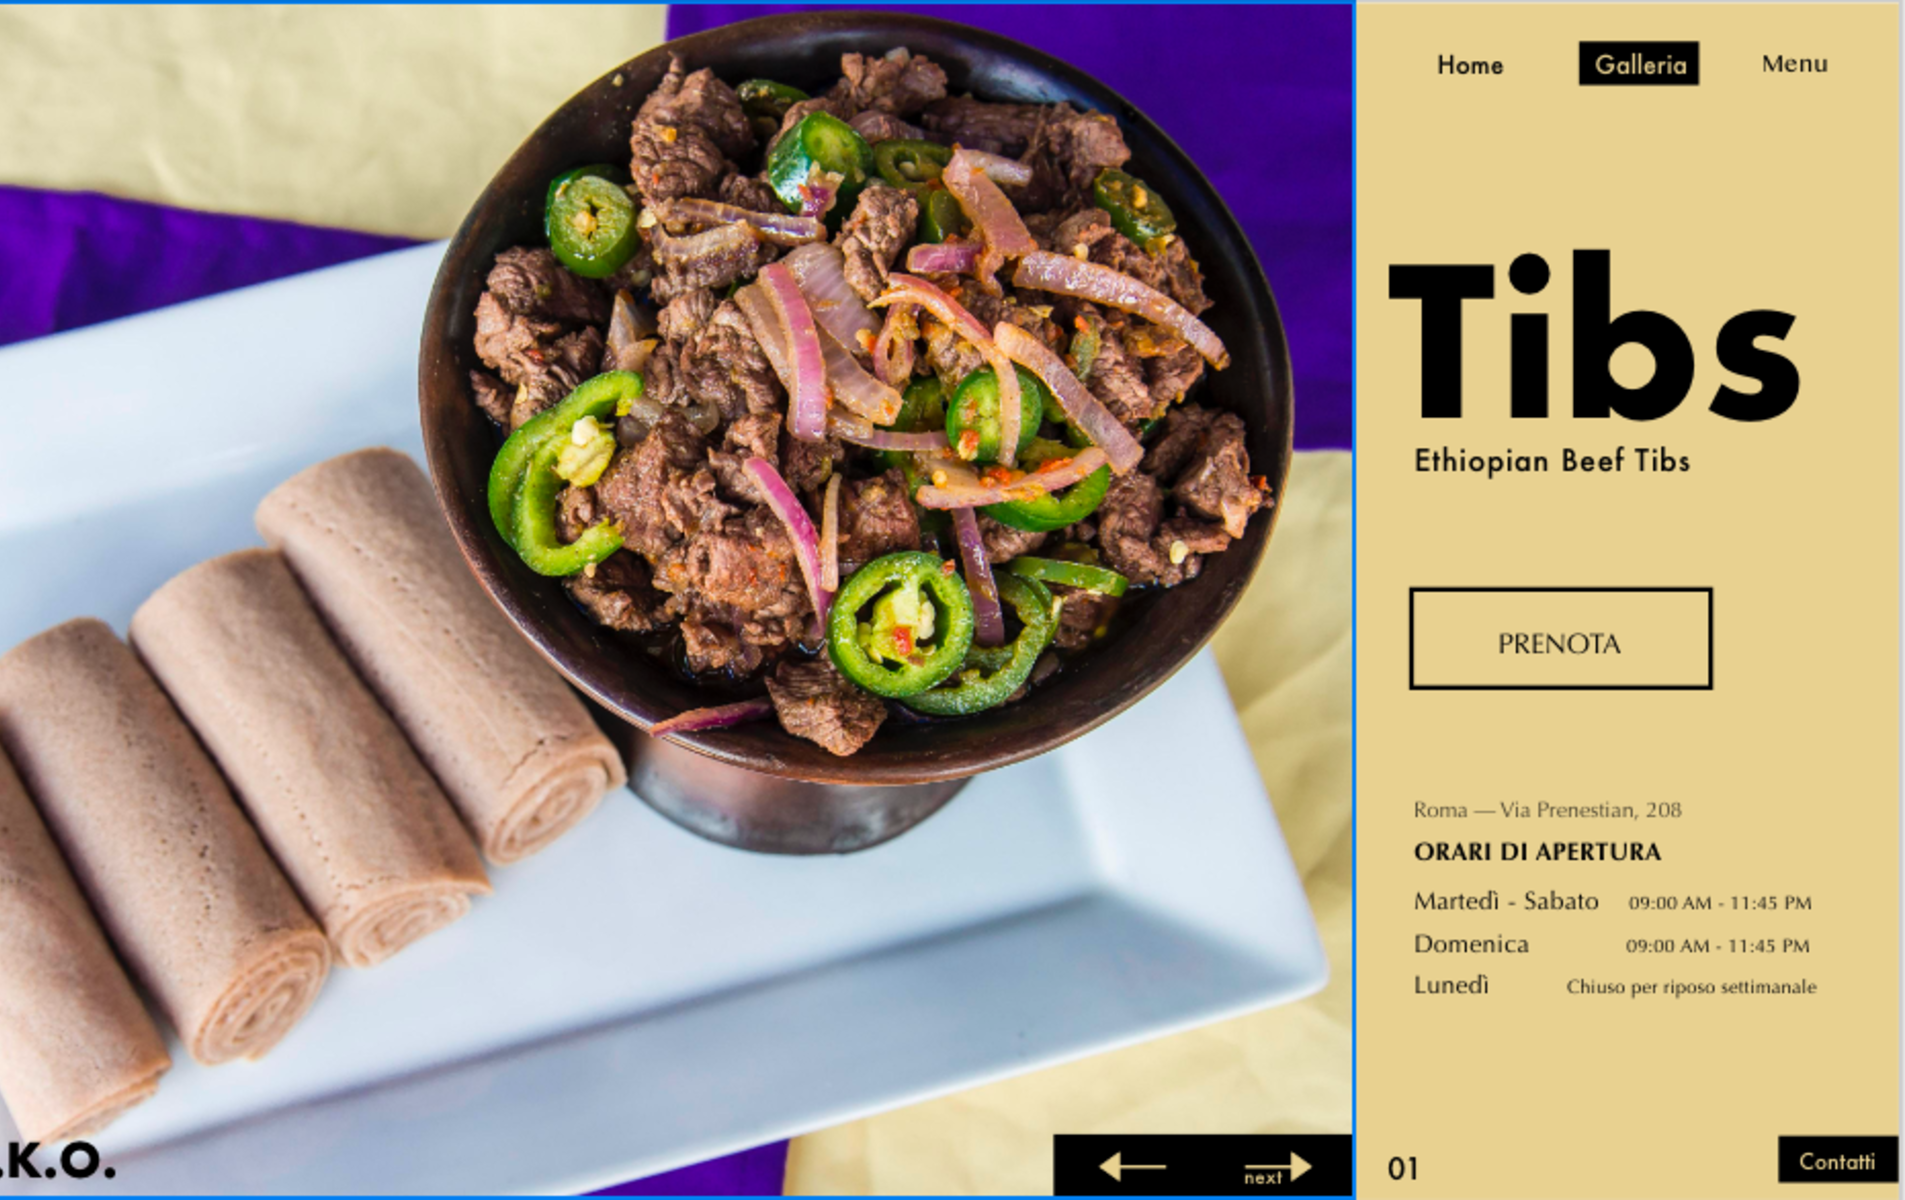 Home Galleria Menu
Tibs
Ethiopian Beef Tibs
PRENOTA
Roma — Via Prenestian, 208
ORARI DI APERTURA
Martedì - Sabato 09:00 AM - 11:45 PM
Domenica 09:00 AM - 11:45 PM
Lunedì Chiuso per riposo settimanale
.K.O.
next
01
Contatti